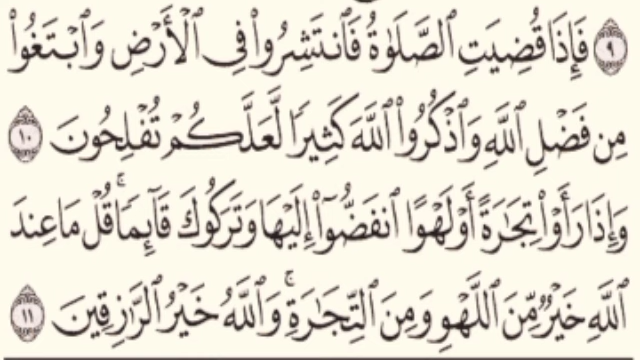 ٩ فَإِذَا قُضِيَتِ ٱلصَّلَوٰةُ فَٱنتَشِرُوا۟ فِى ٱلْأَرْضِ وَٱبْتَغُوا۟
مِن فَضْلِ ٱللَّهِ وَٱذْكُرُوا۟ ٱللَّهَ كَثِيرًا لَّعَلَّكُمْ تُفْلِحُونَ ١٠
وَإِذَا رَأَوْا۟ تِجَٰرَةً أَوْ لَهْوًا ٱنفَضُّوٓا۟ إِلَيْهَا وَتَرَكُوكَ قَآئِمًا ۚ قُلْ مَا عِندَ
ٱللَّهِ خَيْرٌ مِّنَ ٱللَّهْوِ وَمِنَ ٱلتِّجَٰرَةِ ۚ وَٱللَّهُ خَيْرُ ٱلرَّٰزِقِينَ ١١